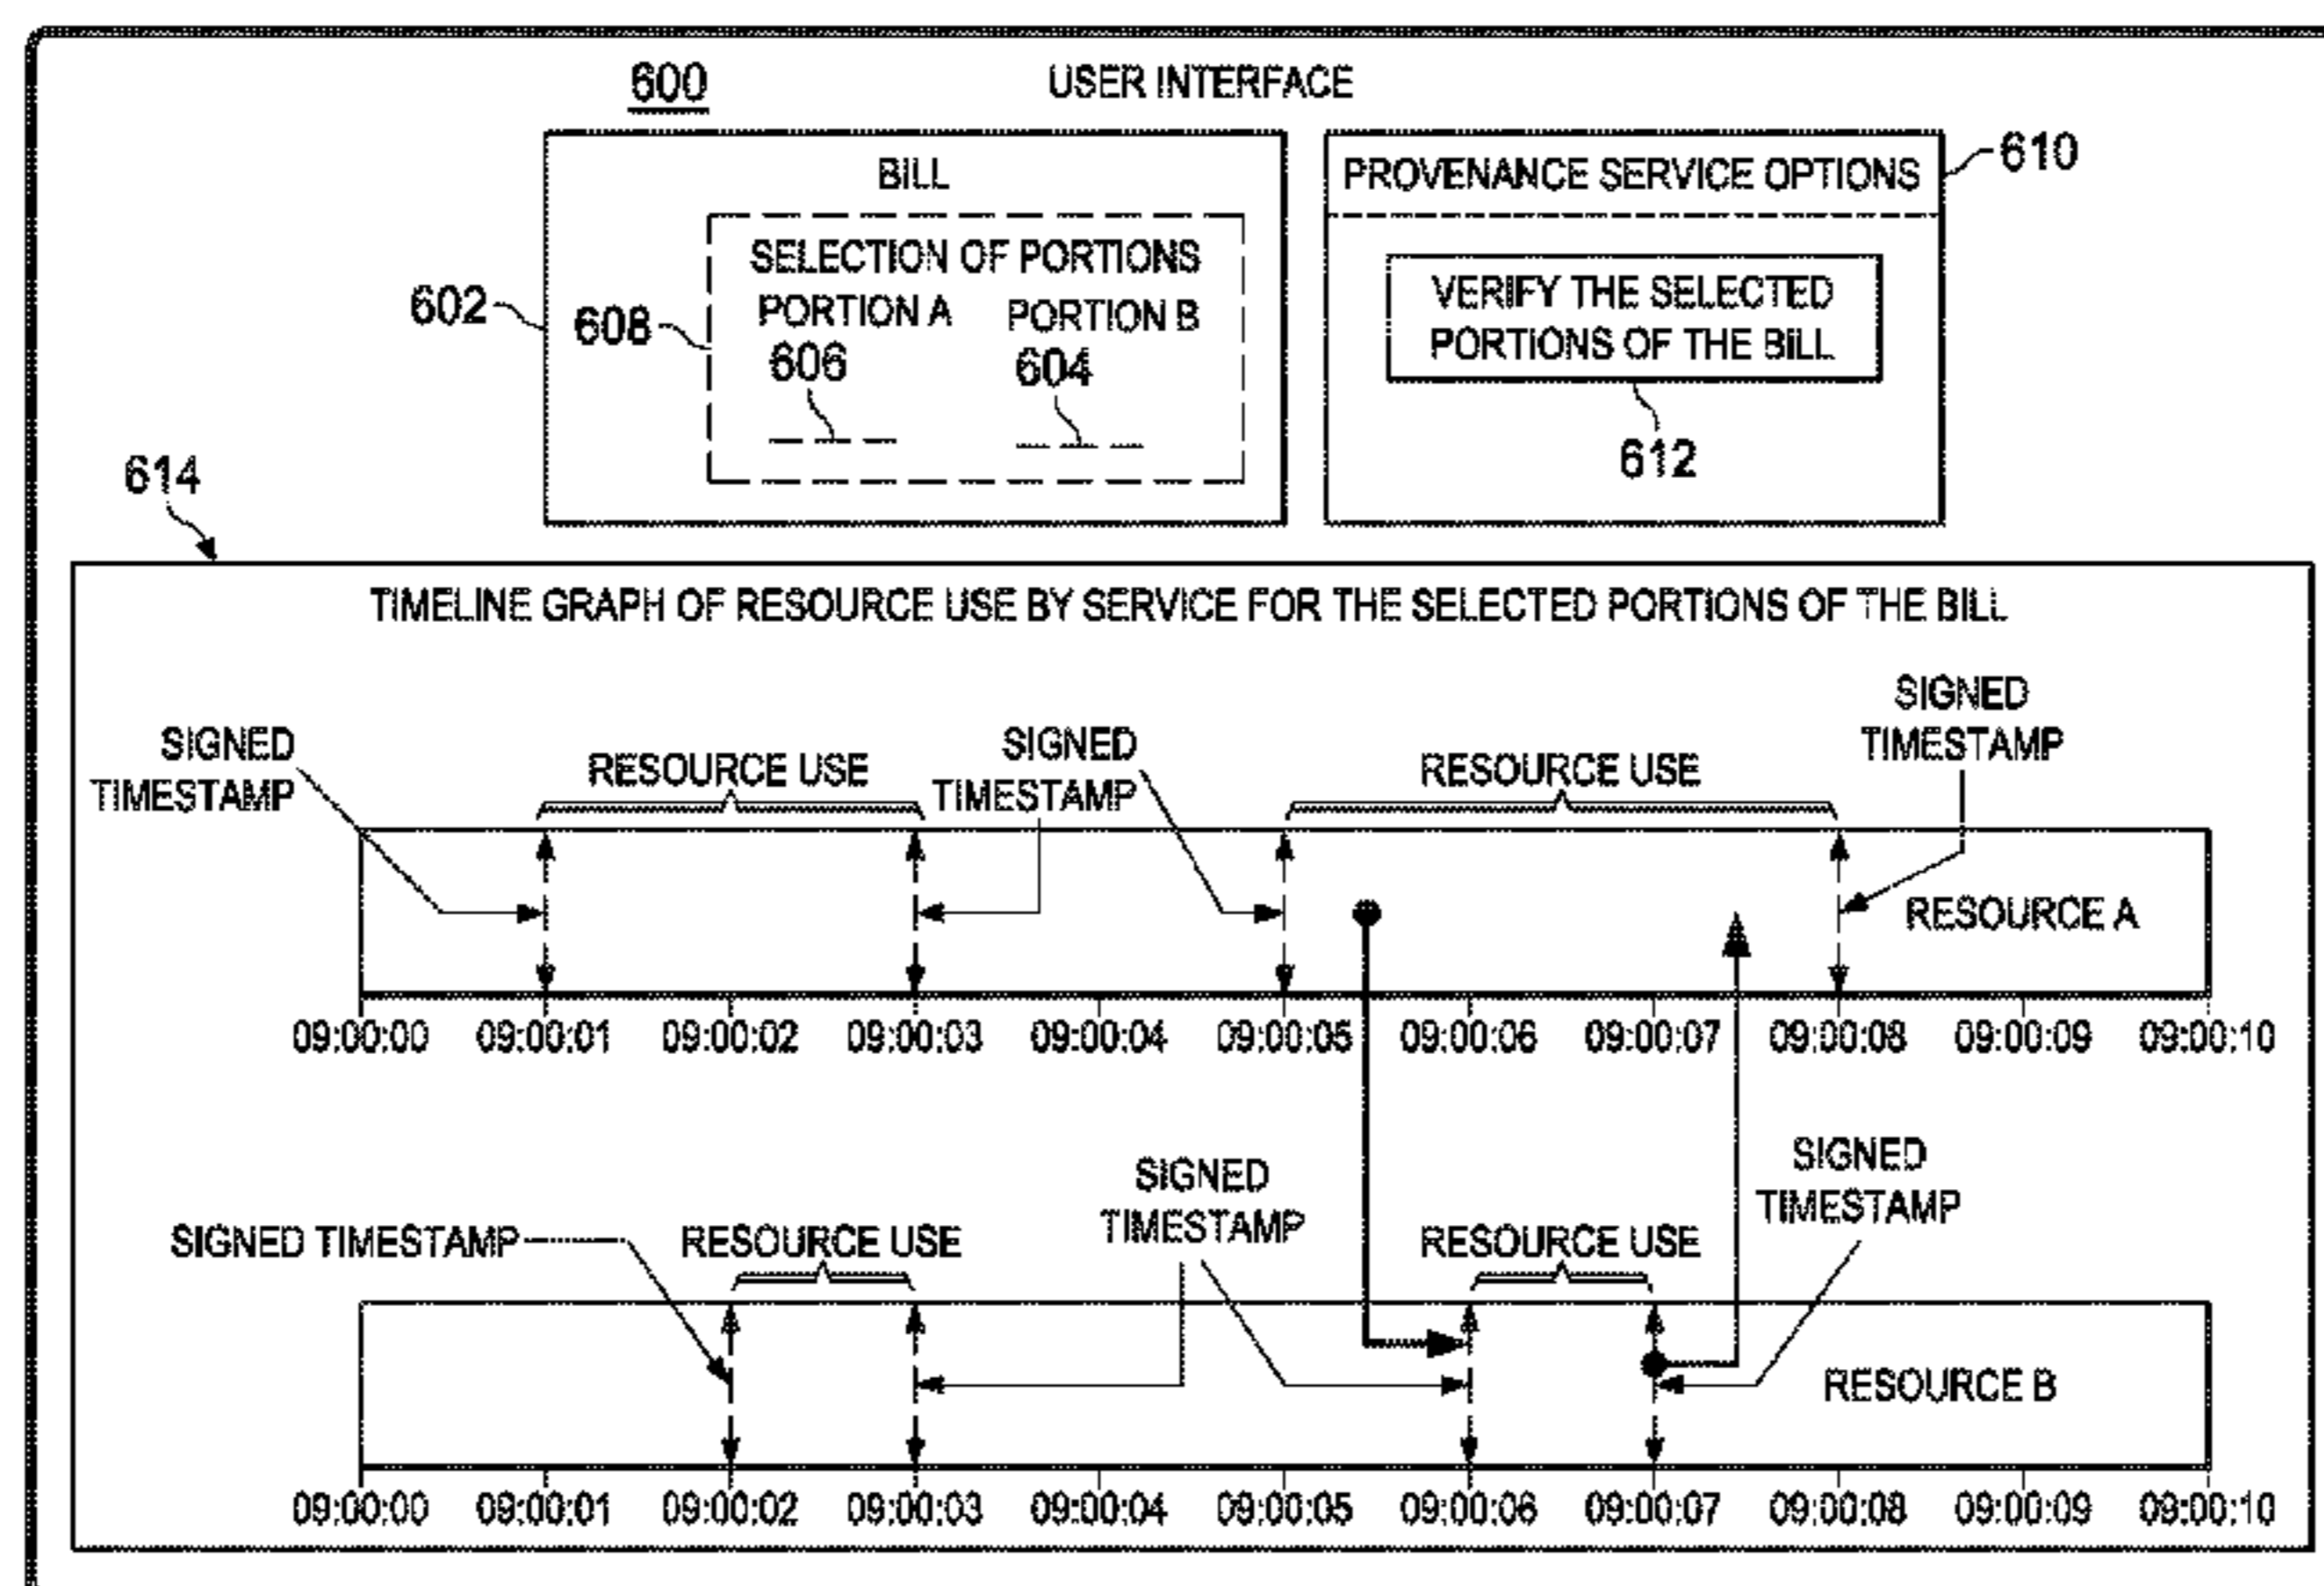 600
USER INTERFACE
BILL
SELECTION OF PORTIONS
PORTION A
PORTION B
606
604
602
608
PROVENANCE SERVICE OPTIONS
610
VERIFY THE SELECTED
PORTIONS OF THE BILL
612
614
TIMELINE GRAPH OF RESOURCE USE BY SERVICE FOR THE SELECTED PORTIONS OF THE BILL
SIGNED
TIMESTAMP
RESOURCE USE
SIGNED
TIMESTAMP
RESOURCE USE
SIGNED
TIMESTAMP
RESOURCE A
09:00:00 09:00:01 09:00:02 09:00:03 09:00:04 09:00:05 09:00:06 09:00:07 09:00:08 09:00:09 09:00:10
SIGNED TIMESTAMP
RESOURCE USE
SIGNED
TIMESTAMP
RESOURCE USE
SIGNED
TIMESTAMP
RESOURCE B
09:00:00 09:00:01 09:00:02 09:00:03 09:00:04 09:00:05 09:00:06 09:00:07 09:00:08 09:00:09 09:00:10